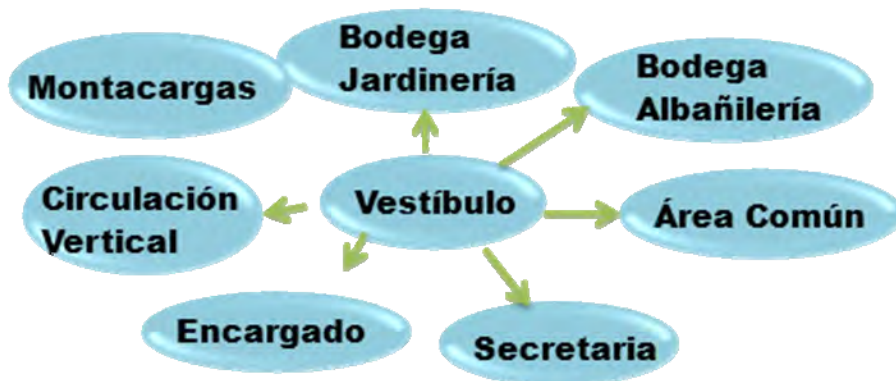 Montacargas
Bodega
Jardinería
Bodega
Albañilería
Circulación
Vertical
Vestíbulo
Área Común
Encargado
Secretaria